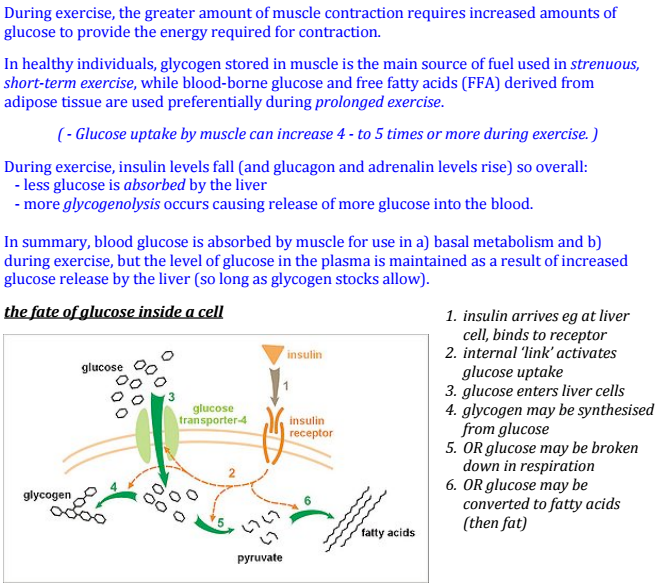 During exercise, the greater amount of muscle contraction requires increased amounts of
glucose to provide the energy required for contraction.
In healthy individuals, glycogen stored in muscle is the main source of fuel used in strenuous,
short-term exercise, while blood-borne glucose and free fatty acids (FFA) derived from
adipose tissue are used preferentially during prolonged exercise.
( - Glucose uptake by muscle can increase 4 - to 5 times or more during exercise. )
During exercise, insulin levels fall (and glucagon and adrenalin levels rise) so overall:
- less glucose is absorbed by the liver
- more glycogenolysis occurs causing release of more glucose into the blood.
In summary, blood glucose is absorbed by muscle for use in a) basal metabolism and b)
during exercise, but the level of glucose in the plasma is maintained as a result of increased
glucose release by the liver (so long as glycogen stocks allow).
the fate of glucose inside a cell
glucose
insulin
1
3
glucose
transporter-4
insulin
receptor
2
4
glycogen
5
6
pyruvate
fatty acids
1. insulin arrives eg at liver
cell, binds to receptor
2. internal 'link' activates
glucose uptake
3. glucose enters liver cells
4. glycogen may be synthesised
from glucose
5. OR glucose may be broken
down in respiration
6. OR glucose may be
converted to fatty acids
(then fat)